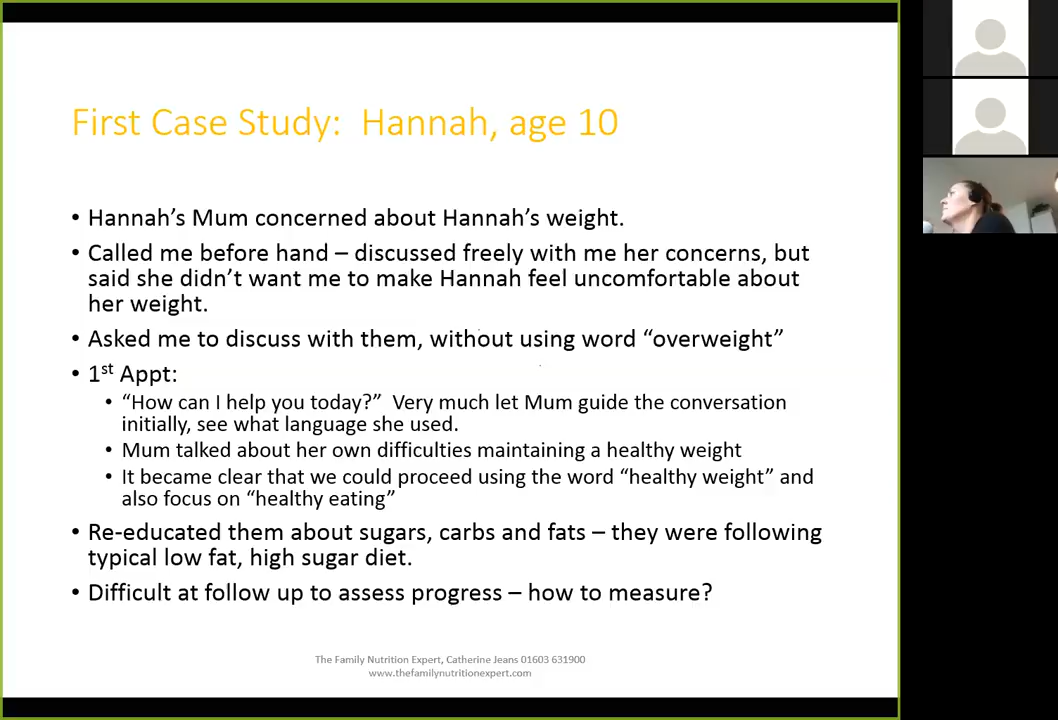 First Case Study:  Hannah, age 10
• Hannah’s Mum concerned about Hannah’s weight.
• Called me before hand – discussed freely with me her concerns, but
said she didn’t want me to make Hannah feel uncomfortable about
her weight.
• Asked me to discuss with them, without using word “overweight”
• 1st Appt:
• “How can I help you today?”  Very much let Mum guide the conversation
initially, see what language she used.
• Mum talked about her own difficulties maintaining a healthy weight
• It became clear that we could proceed using the word “healthy weight” and
also focus on “healthy eating”
• Re-educated them about sugars, carbs and fats – they were following
typical low fat, high sugar diet.
• Difficult at follow up to assess progress – how to measure?
The Family Nutrition Expert, Catherine Jeans 01603 631900
www.thefamilynutritionexpert.com